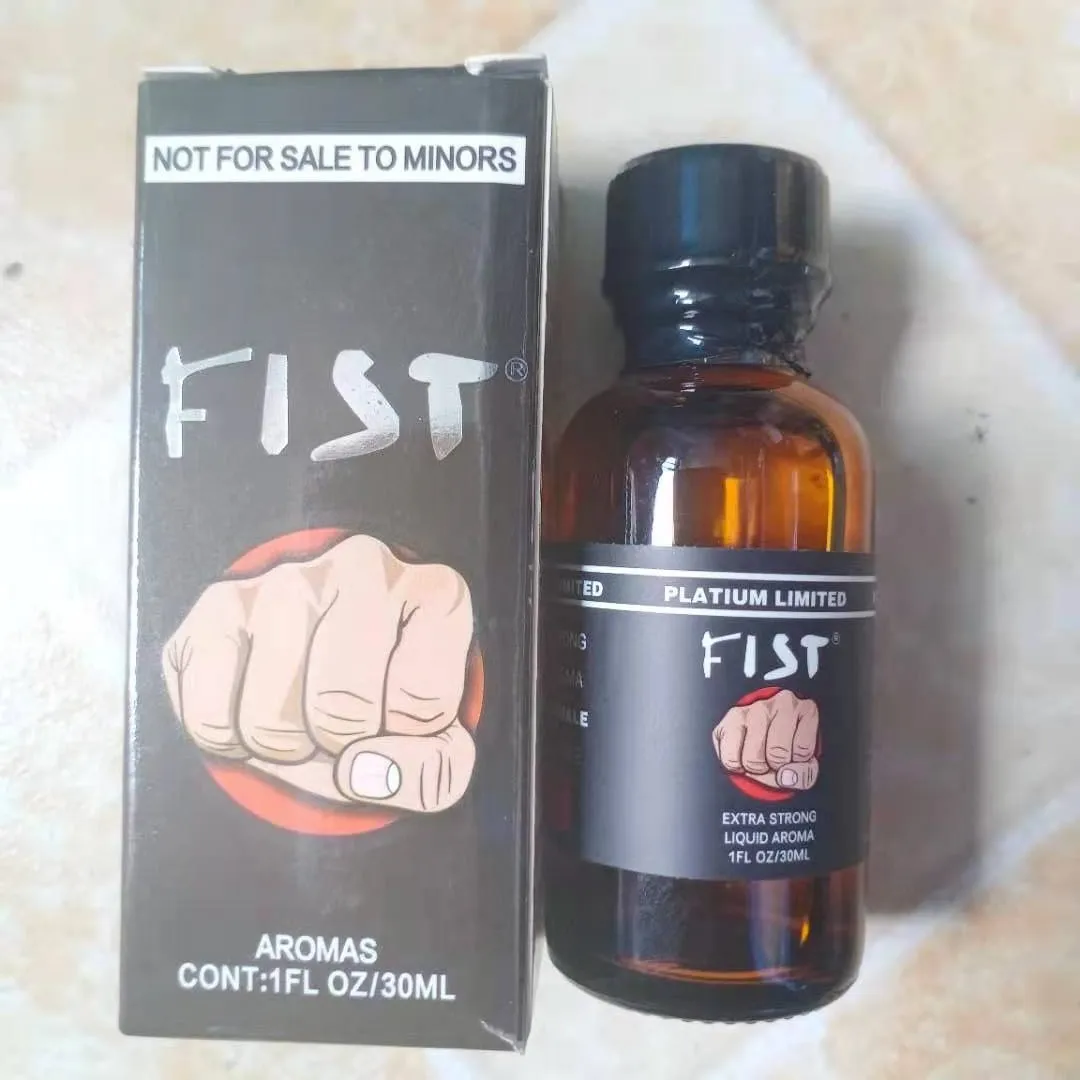 NOT FOR SALE TO MINORS
FIST®
AROMAS
CONT:1FL OZ/30ML
PLATIUM LIMITED
FIST®
EXTRA STRONG
LIQUID AROMA
1FL OZ/30ML